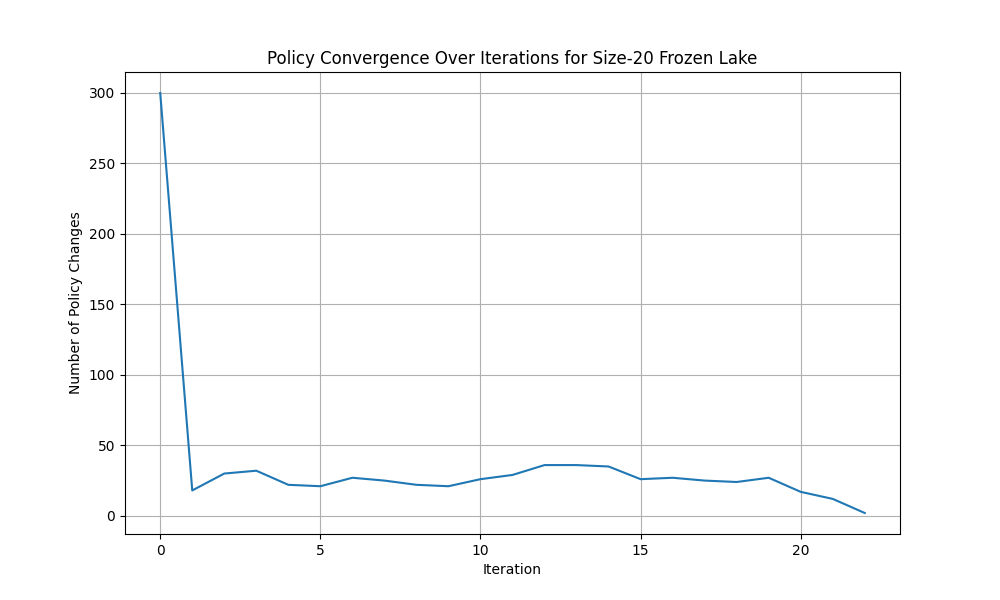 Policy Convergence Over Iterations for Size-20 Frozen Lake
Number of Policy Changes
300
250
200
150
100
50
0
0 5 10 15 20
Iteration